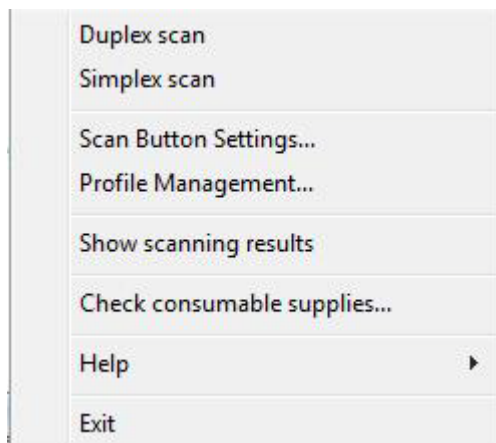 Duplex scan
Simplex scan
Scan Button Settings...
Profile Management...
Show scanning results
Check consumable supplies...
Help
Exit